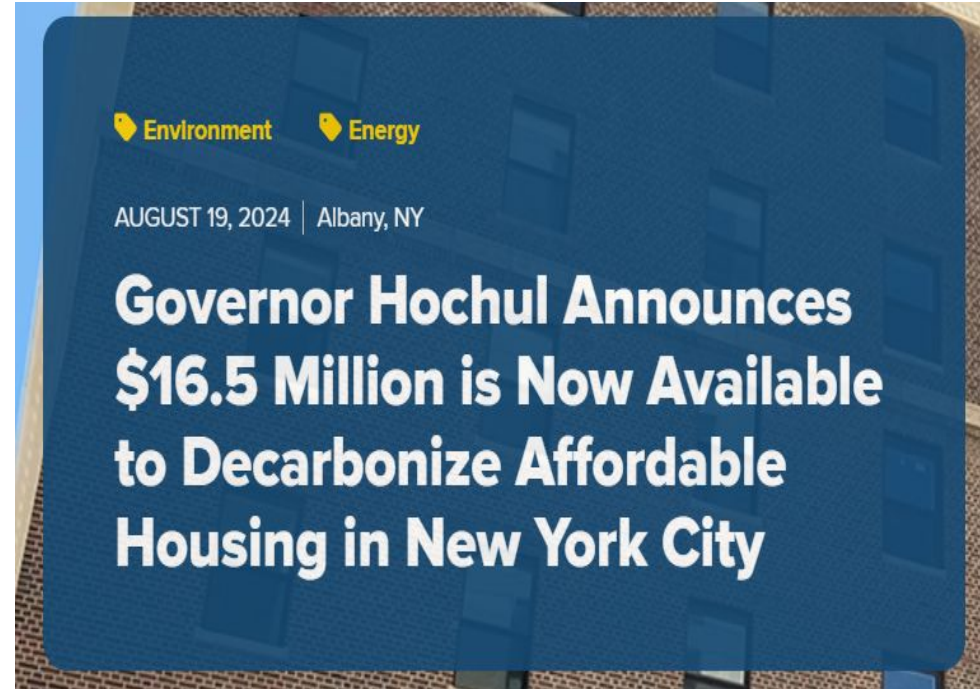 Environment Energy
AUGUST 19, 2024 | Albany, NY
Governor Hochul Announces
$16.5 Million is Now Available
to Decarbonize Affordable
Housing in New York City